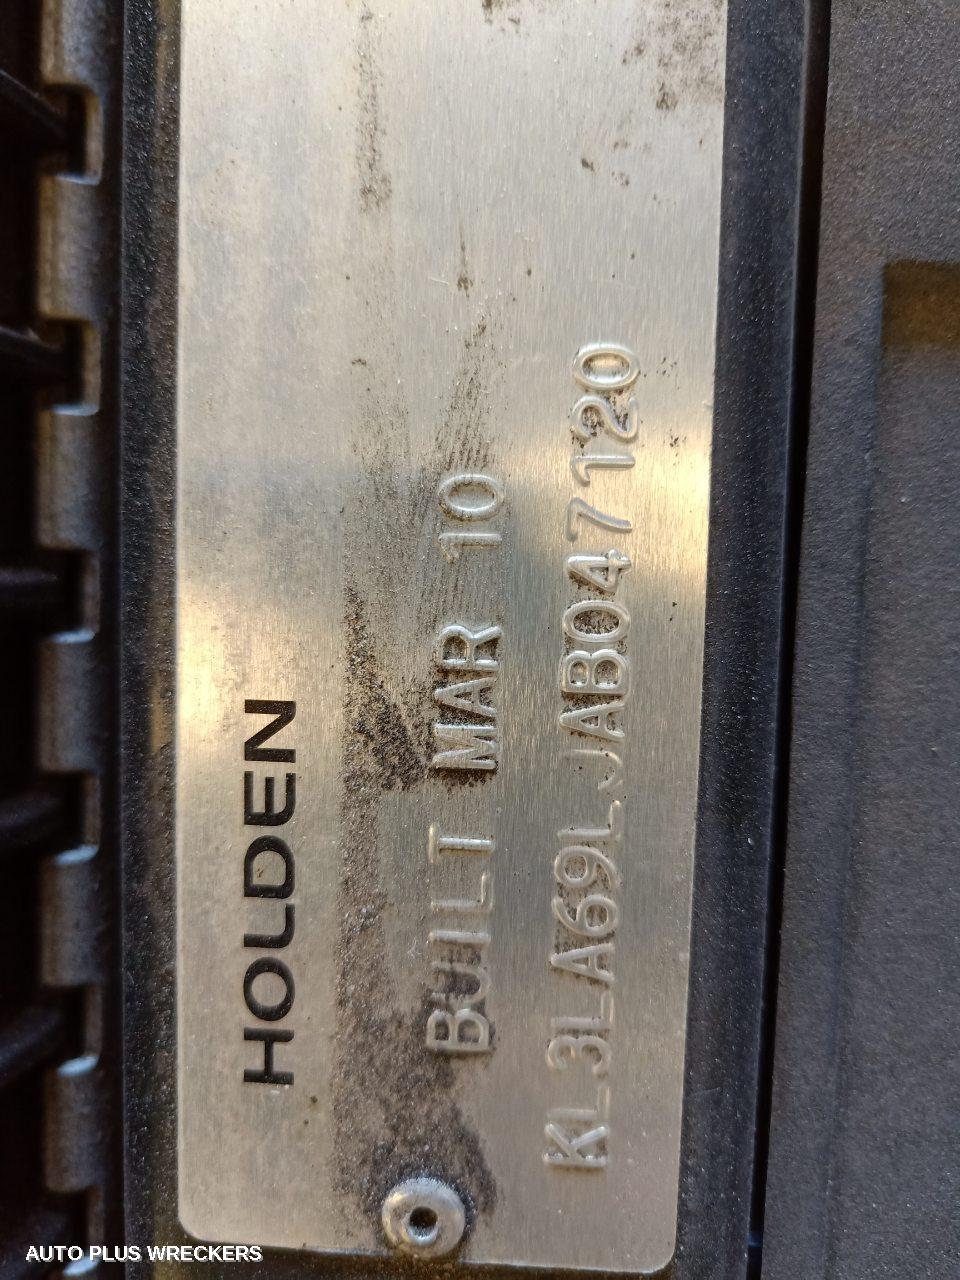 HOLDEN
BUILT MAR 10
KL3LA69LJAB047120
AUTO PLUS WRECKERS